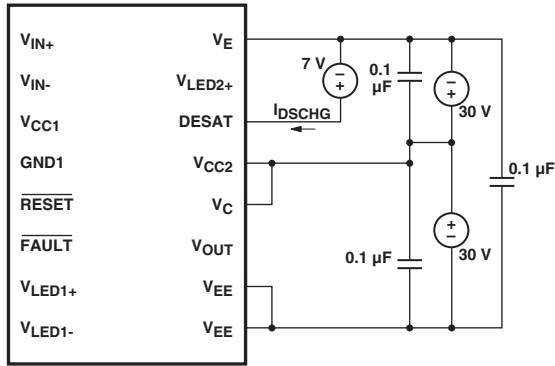 V_IN+ V_E
V_IN- V_LED2+
V_CC1 DESAT
GND1 V_CC2
RESET V_C
FAULT V_OUT
V_LED1+ V_EE
V_LED1- V_EE
7 V
I_DSCHG
0.1
µF
30 V
0.1 µF
0.1 µF
30 V